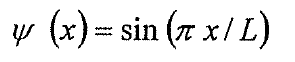 ψ (x) = sin (π x / L)